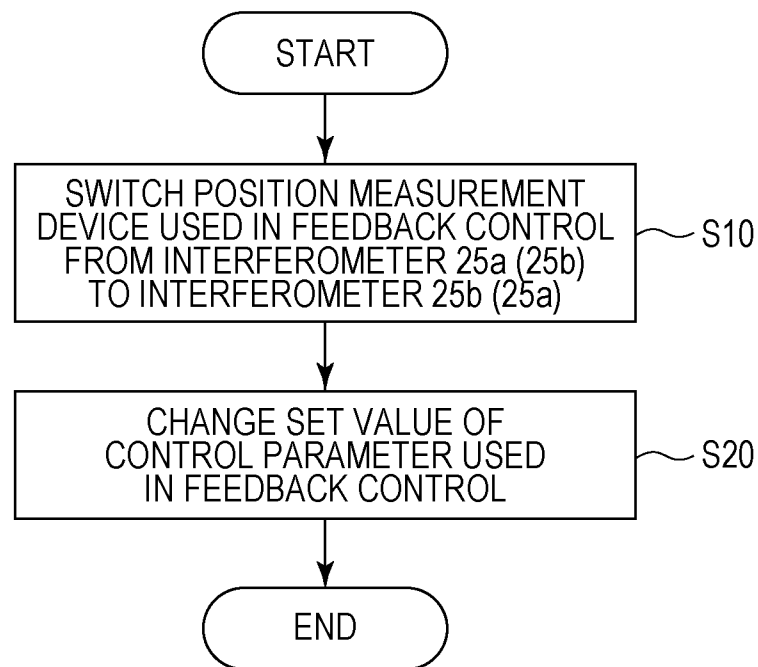 START
SWITCH POSITION MEASUREMENT
DEVICE USED IN FEEDBACK CONTROL
FROM INTERFEROMETER 25a (25b)
TO INTERFEROMETER 25b (25a)
S10
CHANGE SET VALUE OF
CONTROL PARAMETER USED
IN FEEDBACK CONTROL
S20
END